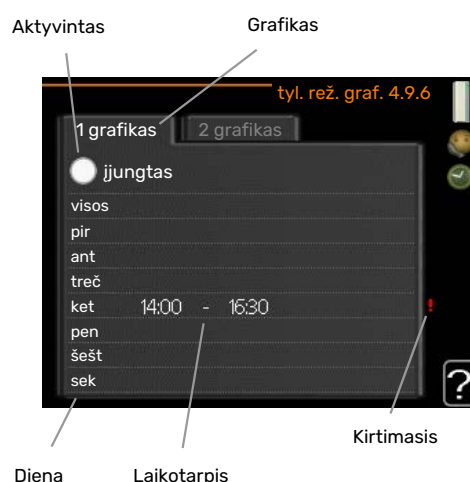 Aktyvintas Grafikas
tyl. rež. graf. 4.9.6
1 grafikas 2 grafikas
įjungtas
visos
pir
ant
treč
ket 14:00 - 16:30 !
pen
šešt
sek
?
Kirtimasis
Diena Laikotarpis